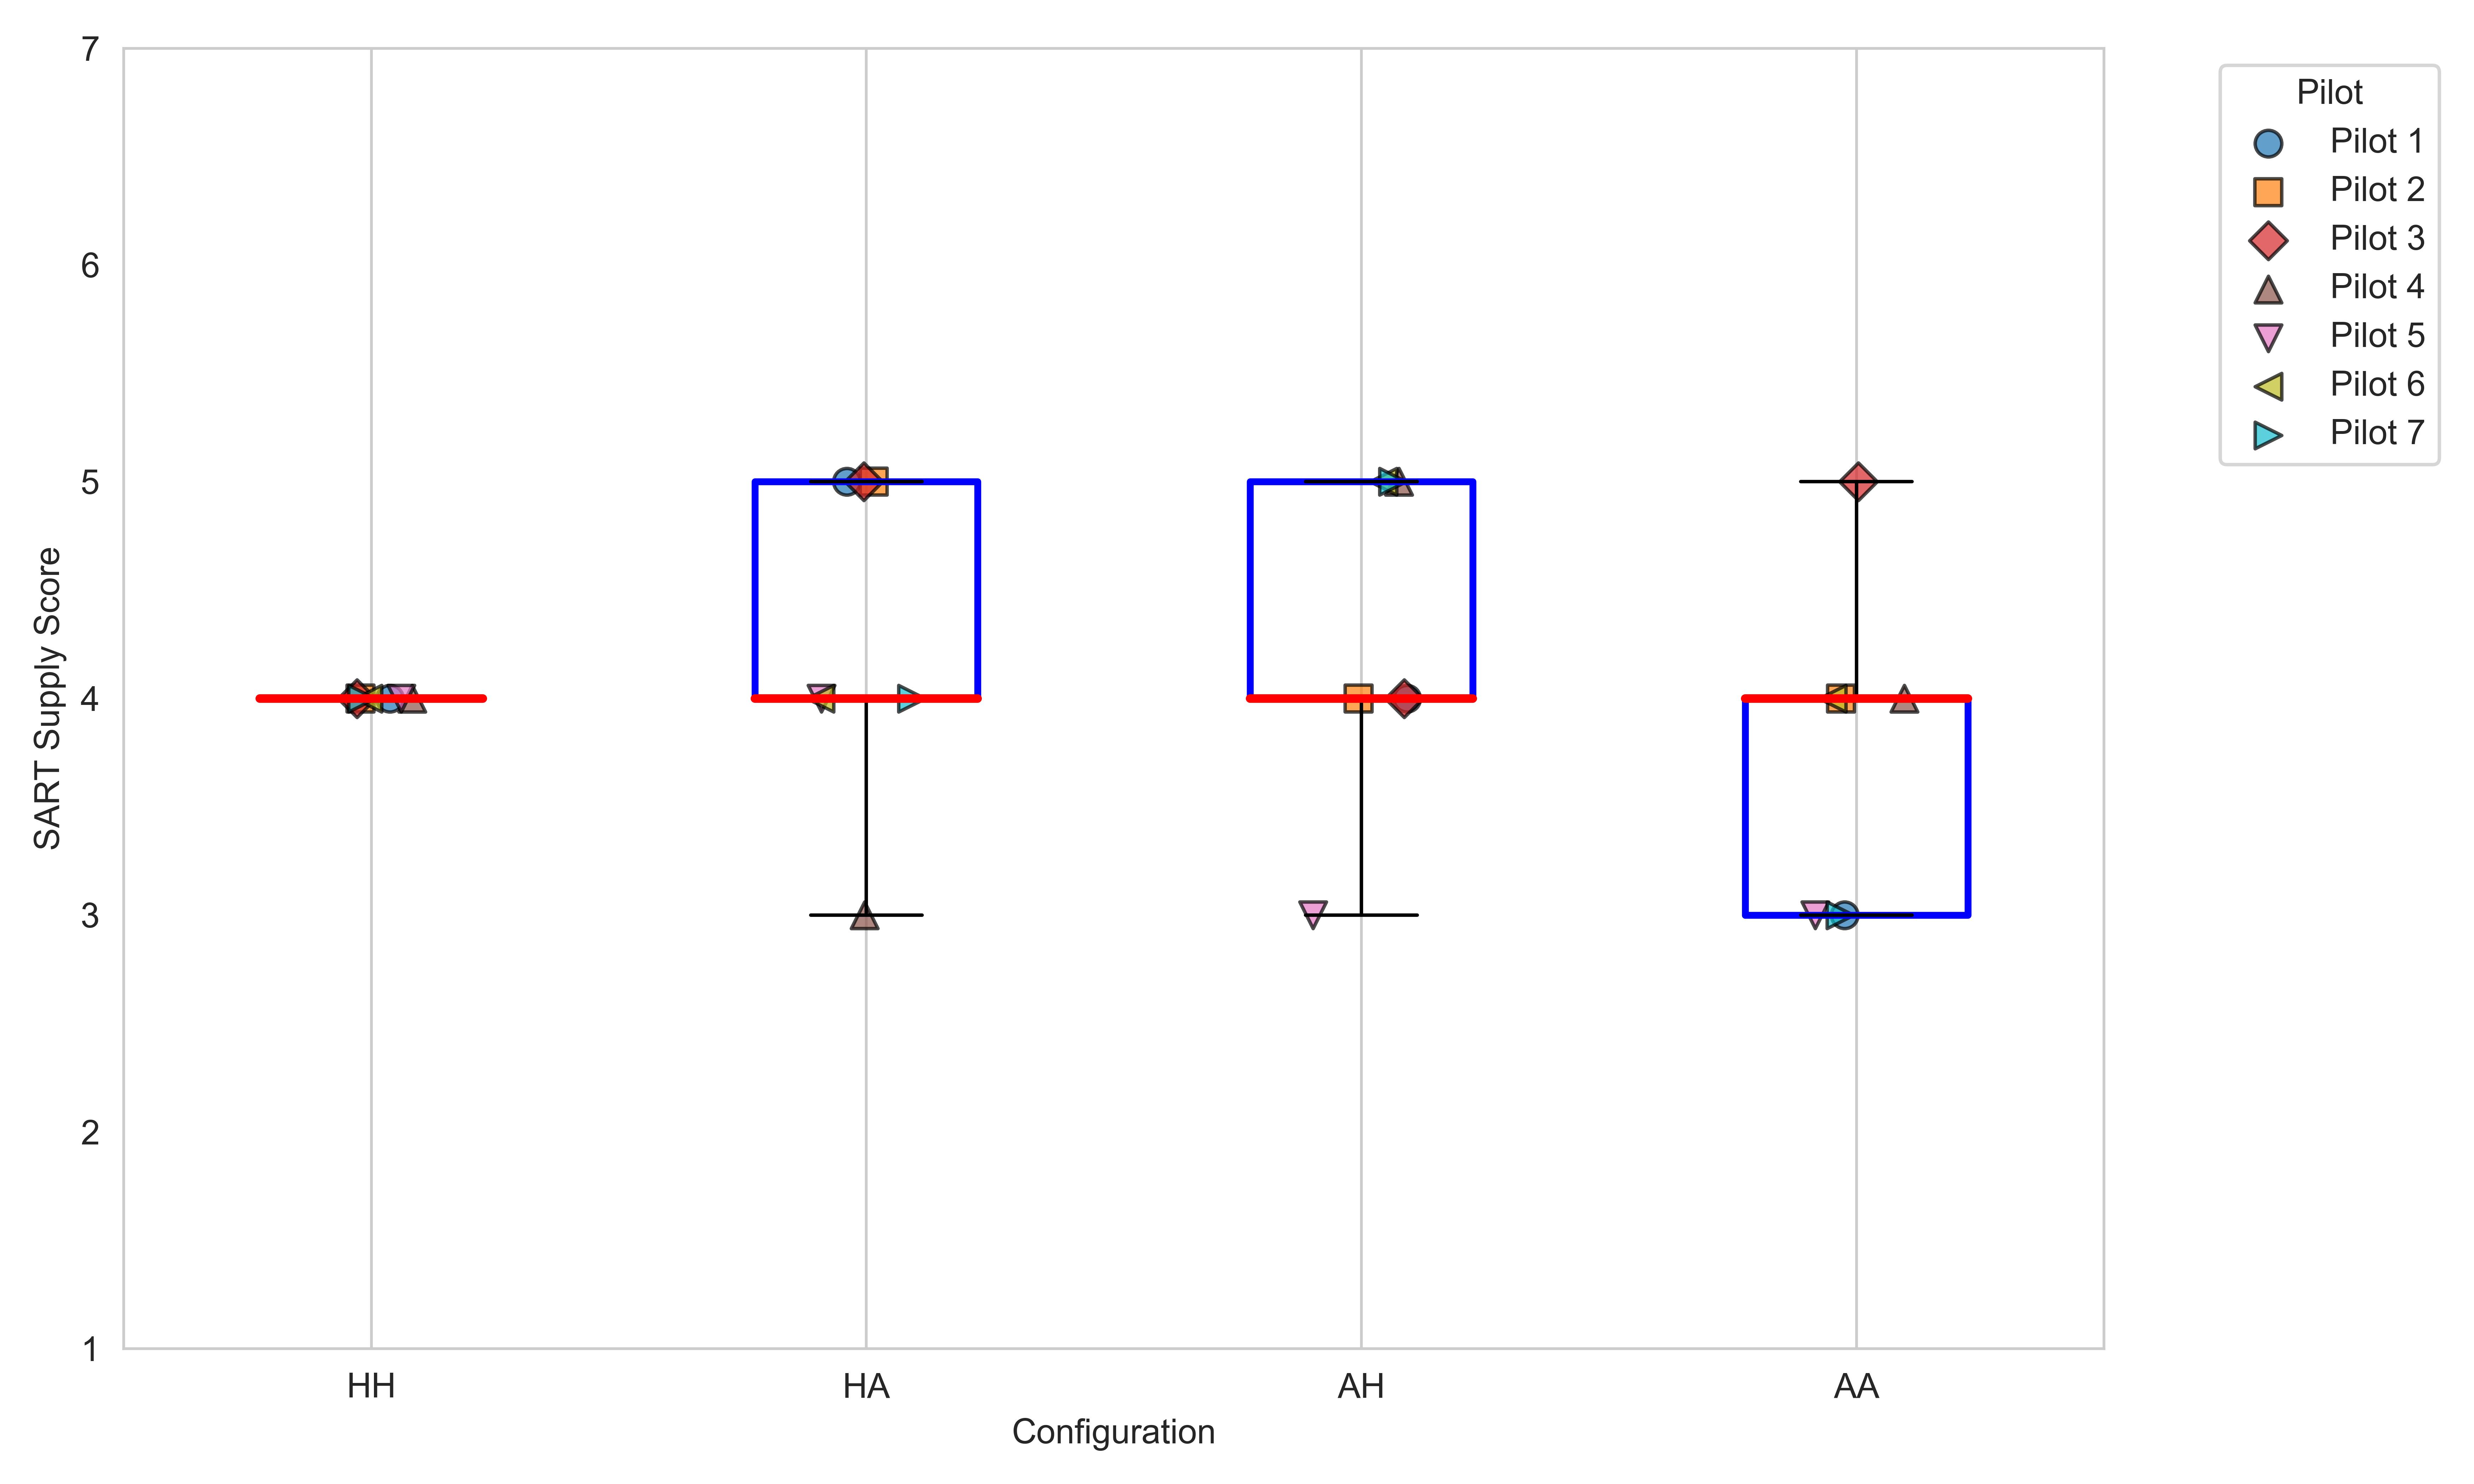 SART Supply Score
7
6
5
4
3
2
1
HH HA AH AA
Configuration
Pilot
Pilot 1
Pilot 2
Pilot 3
Pilot 4
Pilot 5
Pilot 6
Pilot 7